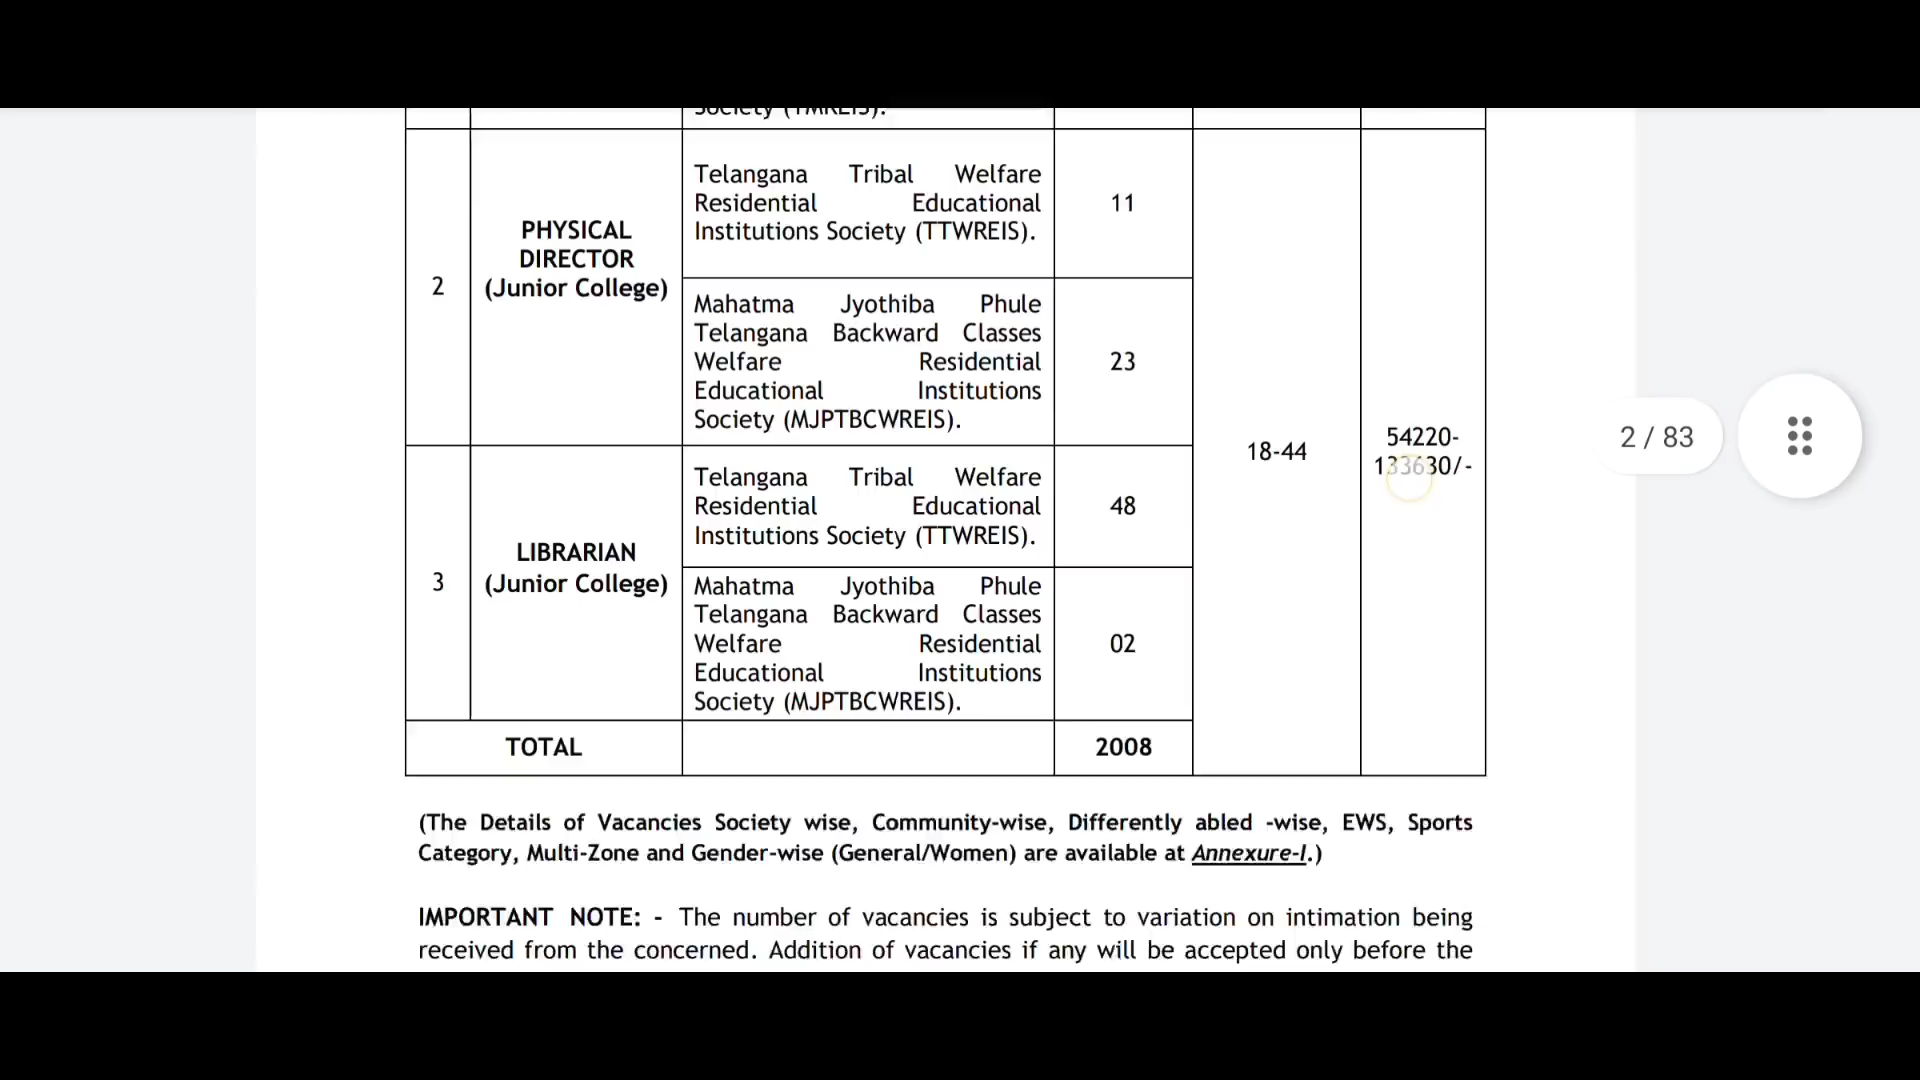 Society (TMREIS).
2
PHYSICAL
DIRECTOR
(Junior College)
Telangana Tribal Welfare
Residential Educational
Institutions Society (TTWREIS).
11
Mahatma Jyothiba Phule
Telangana Backward Classes
Welfare Residential
Educational Institutions
Society (MJPTBCWREIS).
23
3
LIBRARIAN
(Junior College)
Telangana Tribal Welfare
Residential Educational
Institutions Society (TTWREIS).
48
Mahatma Jyothiba Phule
Telangana Backward Classes
Welfare Residential
Educational Institutions
Society (MJPTBCWREIS).
02
18-44
54220-
133630/-
TOTAL
2008
(The Details of Vacancies Society wise, Community-wise, Differently abled -wise, EWS, Sports
Category, Multi-Zone and Gender-wise (General/Women) are available at Annexure-I.)
IMPORTANT NOTE: - The number of vacancies is subject to variation on intimation being
received from the concerned. Addition of vacancies if any will be accepted only before the
2 / 83